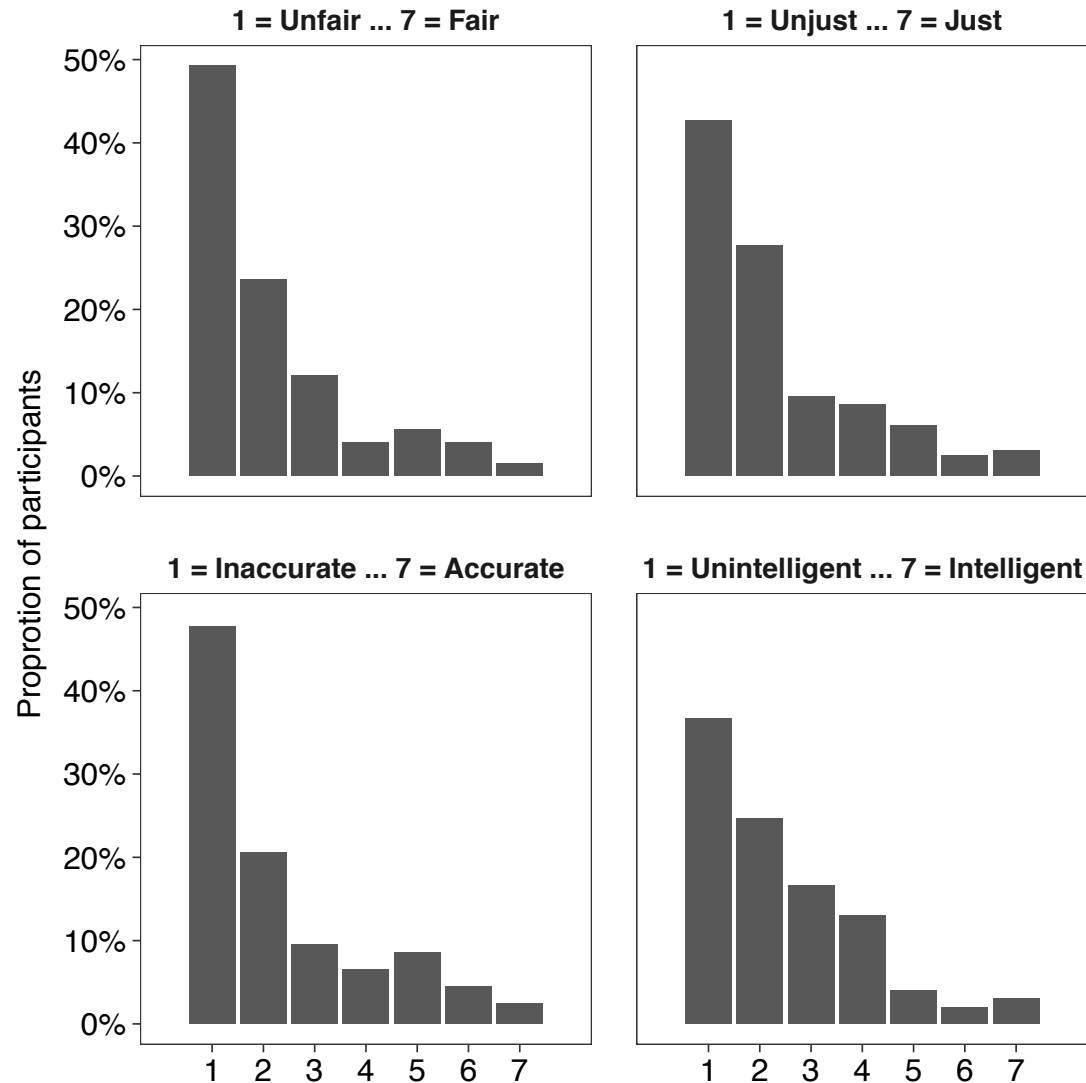 1 = Unfair ... 7 = Fair
1 = Unjust ... 7 = Just
50%
40%
30%
20%
10%
0%
Proprotion of participants
1 = Inaccurate ... 7 = Accurate
1 = Unintelligent ... 7 = Intelligent
50%
40%
30%
20%
10%
0%
1 2 3 4 5 6 7
1 2 3 4 5 6 7